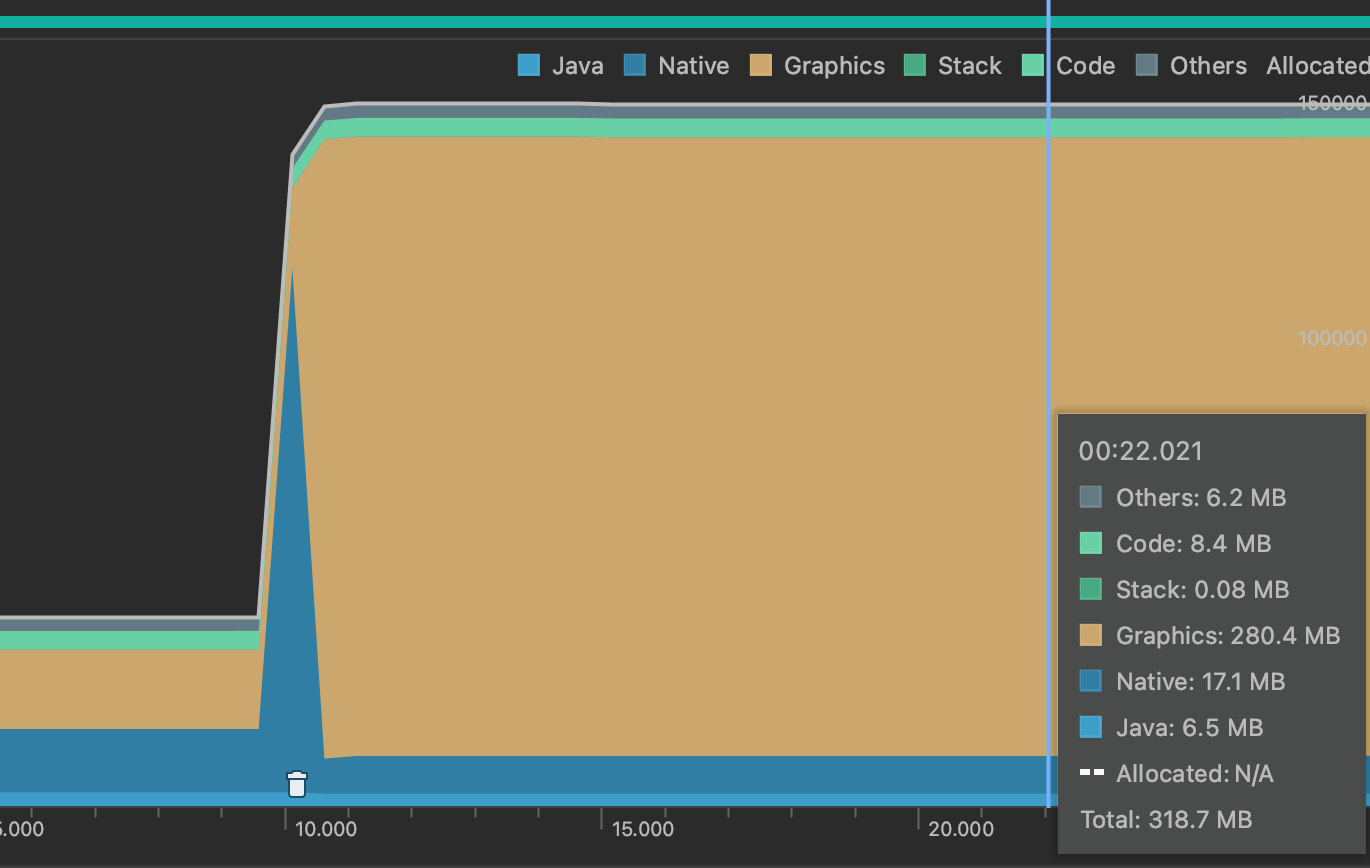 Java Native Graphics Stack Code Others Allocated
150000
100000
00:22.021
Others: 6.2 MB
Code: 8.4 MB
Stack: 0.08 MB
Graphics: 280.4 MB
Native: 17.1 MB
Java: 6.5 MB
Allocated: N/A
Total: 318.7 MB
5.000 10.000 15.000 20.000